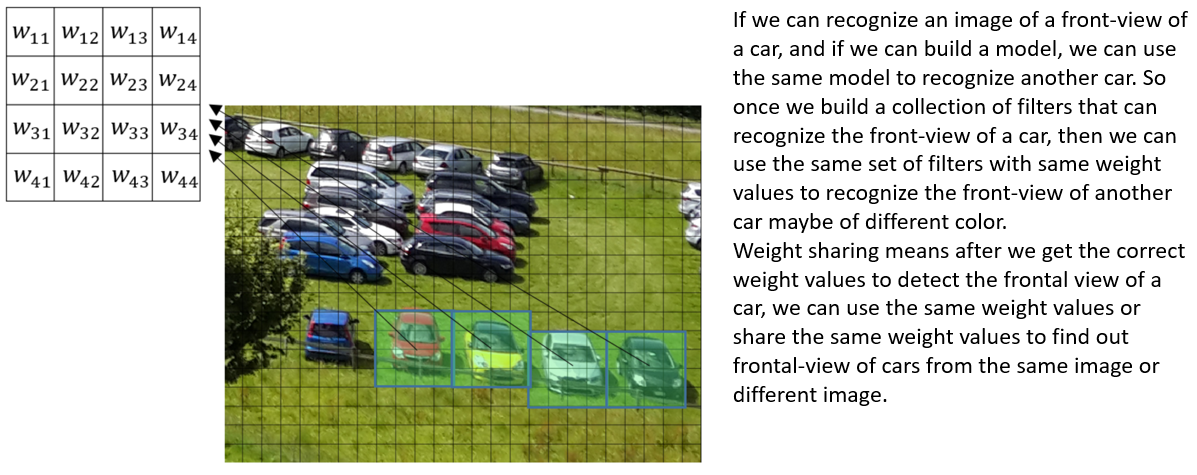 w11 w12 w13 w14
w21 w22 w23 w24
w31 w32 w33 w34
w41 w42 w43 w44
If we can recognize an image of a front-view of
a car, and if we can build a model, we can use
the same model to recognize another car. So
once we build a collection of filters that can
recognize the front-view of a car, then we can
use the same set of filters with same weight
values to recognize the front-view of another
car maybe of different color.
Weight sharing means after we get the correct
weight values to detect the frontal view of a
car, we can use the same weight values or
share the same weight values to find out
frontal-view of cars from the same image or
different image.